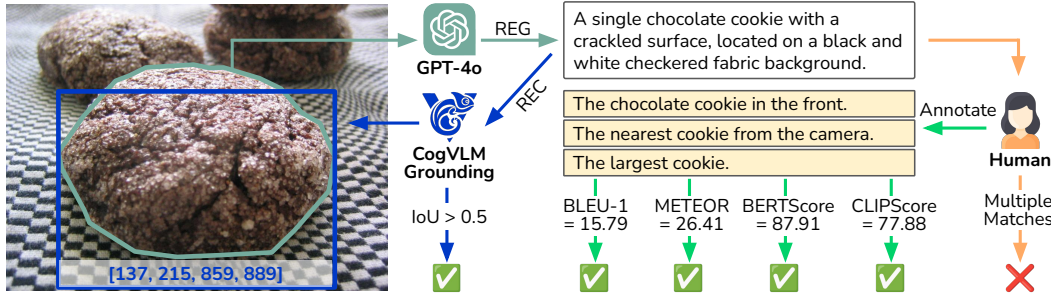 [137, 215, 859, 889]
GPT-4o
REG
REC
CogVLM
Grounding
IoU > 0.5
A single chocolate cookie with a
crackled surface, located on a black and
white checkered fabric background.
The chocolate cookie in the front.
The nearest cookie from the camera.
The largest cookie.
Annotate
Human
BLEU-1
= 15.79
METEOR
= 26.41
BERTScore
= 87.91
CLIPScore
= 77.88
Multiple
Matches